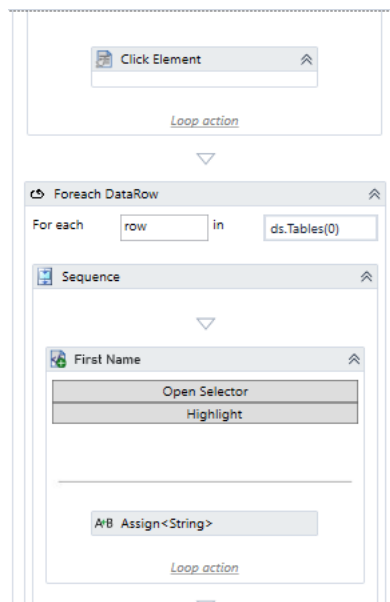 Click Element
Loop action
Foreach DataRow
For each row in ds.Tables(0)
Sequence
First Name
Open Selector
Highlight
A+B Assign<String>
Loop action